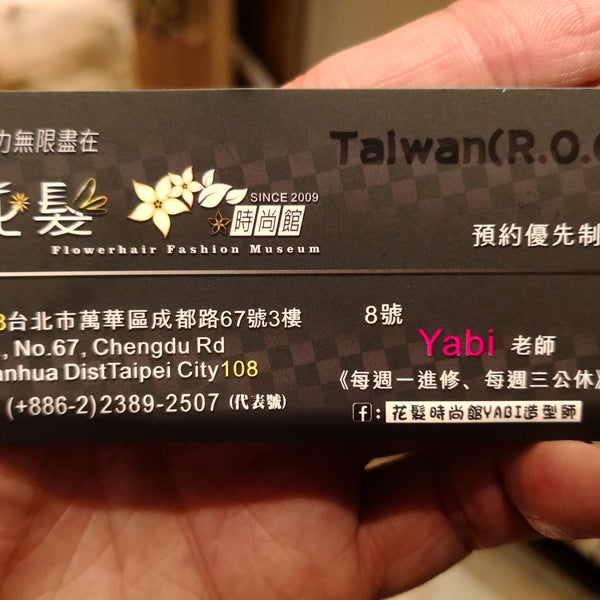 力無限盡在
Taiwan(R.O.C
花髮
SINCE 2009
時尚館
Flowerhair Fashion Museum
預約優先制
8台北市萬華區成都路67號3樓
, No.67, Chengdu Rd
anhua DistTaipei City108
(+886-2)2389-2507 (代表號)
8號
Yabi 老師
《每週一進修、每週三公休》
f: 花髮時尚館YABI造型師